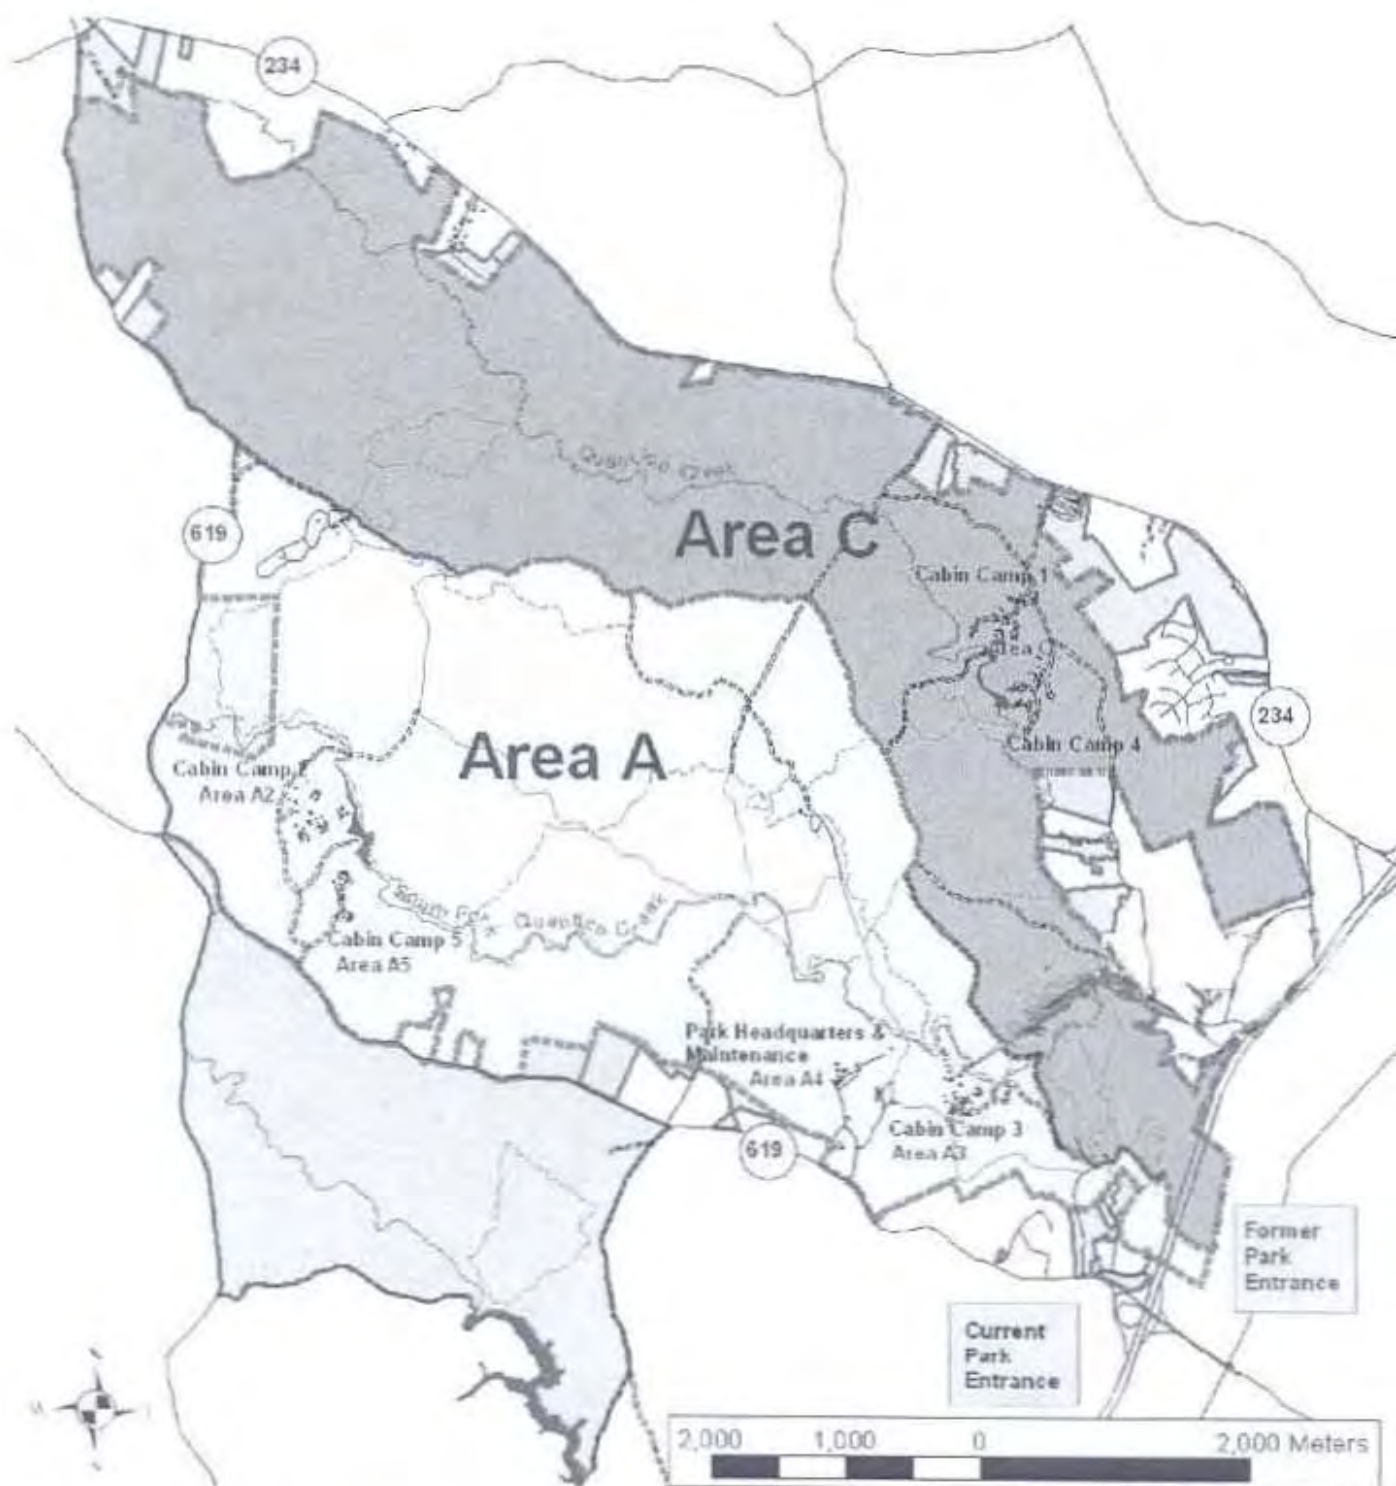 234
Quantico Creek
Area C
619
Cabin Camp 1
Area C
234
Area A
Cabin Camp 4
Cabin Camp 2
Area A2
South Fork Quantico Creek
Cabin Camp 5
Area A5
Park Headquarters &
Maintenance
Area A4
Cabin Camp 3
Area A3
619
Former
Park
Entrance
Current
Park
Entrance
2,000 1,000 0 2,000 Meters